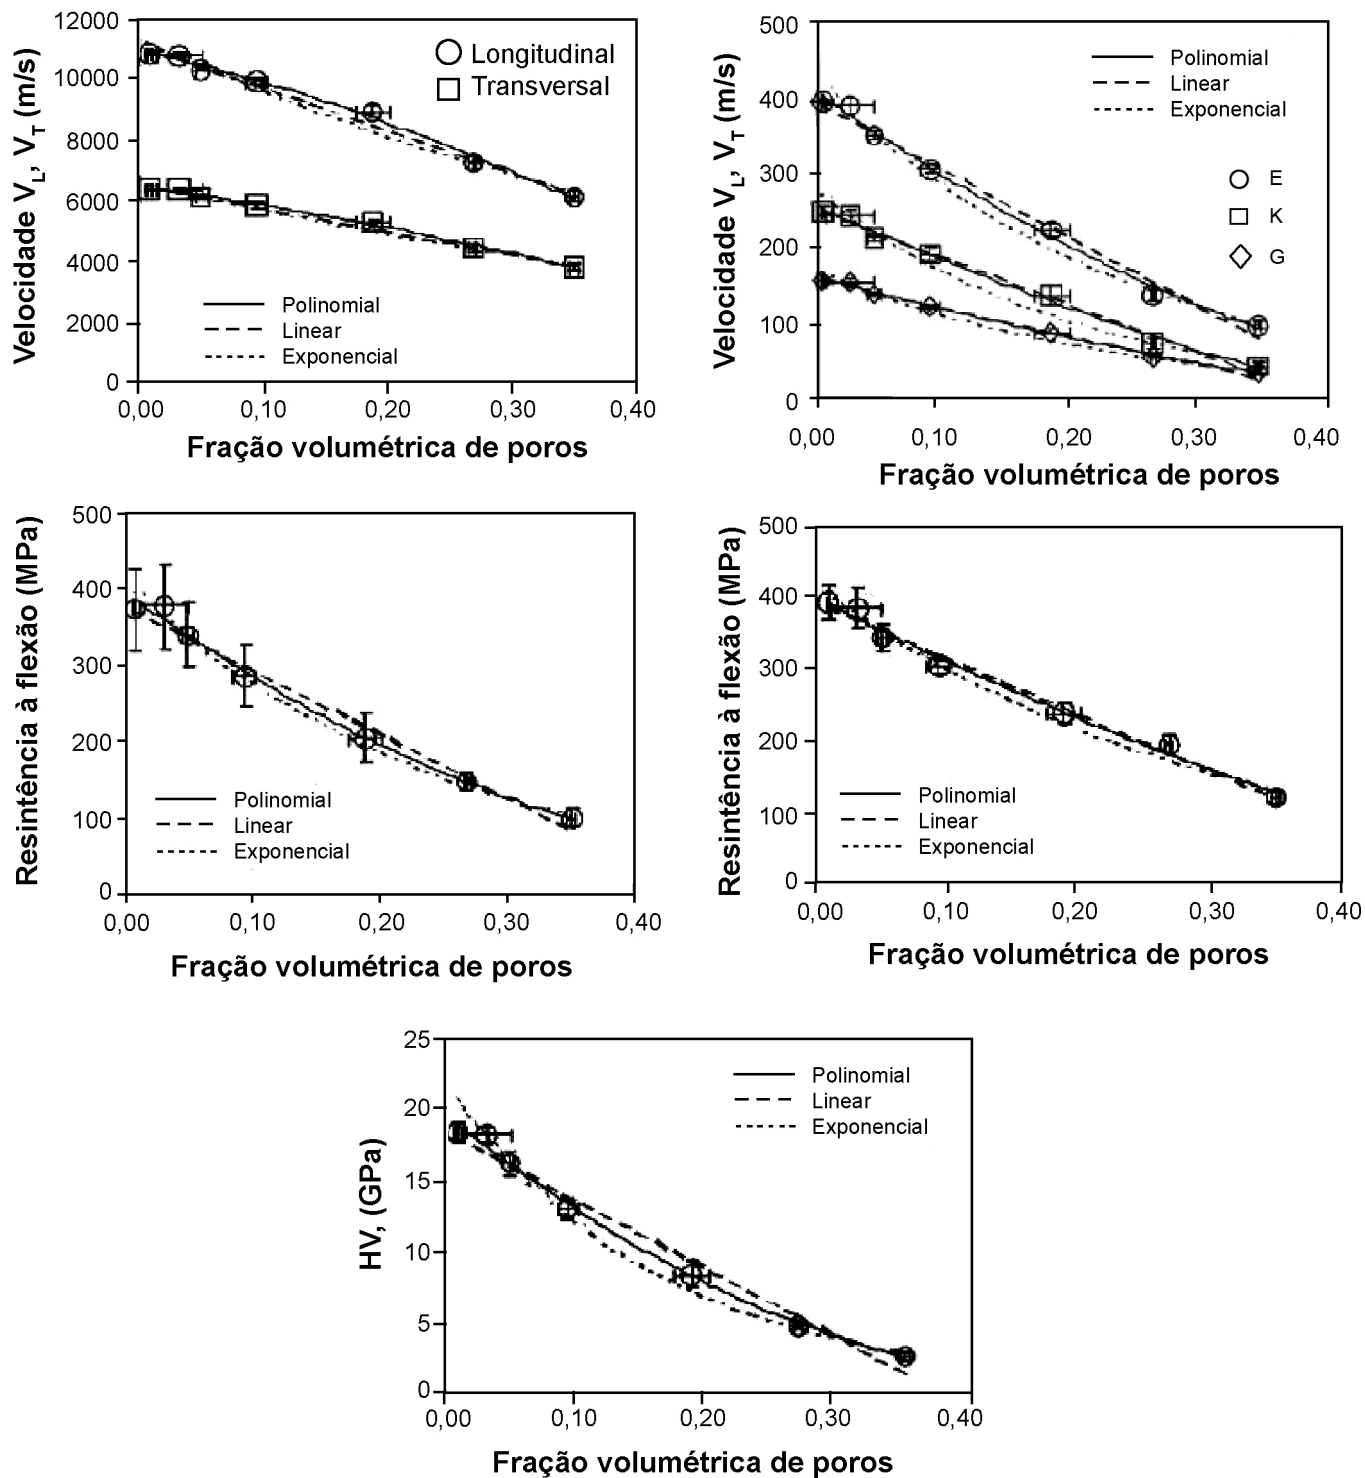 12000
10000
8000
6000
4000
2000
0
Velocidade V_L, V_T (m/s)
Longitudinal
Transversal
Polinomial
Linear
Exponencial
0,00 0,10 0,20 0,30 0,40
Fração volumétrica de poros
500
400
300
200
100
0
Velocidade V_L, V_T (m/s)
Polinomial
Linear
Exponencial
E
K
G
0,00 0,10 0,20 0,30 0,40
Fração volumétrica de poros
500
400
300
200
100
0
Resintência à flexão (MPa)
Polinomial
Linear
Exponencial
0,00 0,10 0,20 0,30 0,40
Fração volumétrica de poros
500
400
300
200
100
0
Resintência à flexão (MPa)
Polinomial
Linear
Exponencial
0,00 0,10 0,20 0,30 0,40
Fração volumétrica de poros
25
20
15
10
5
0
HV, (GPa)
Polinomial
Linear
Exponencial
0,00 0,10 0,20 0,30 0,40
Fração volumétrica de poros